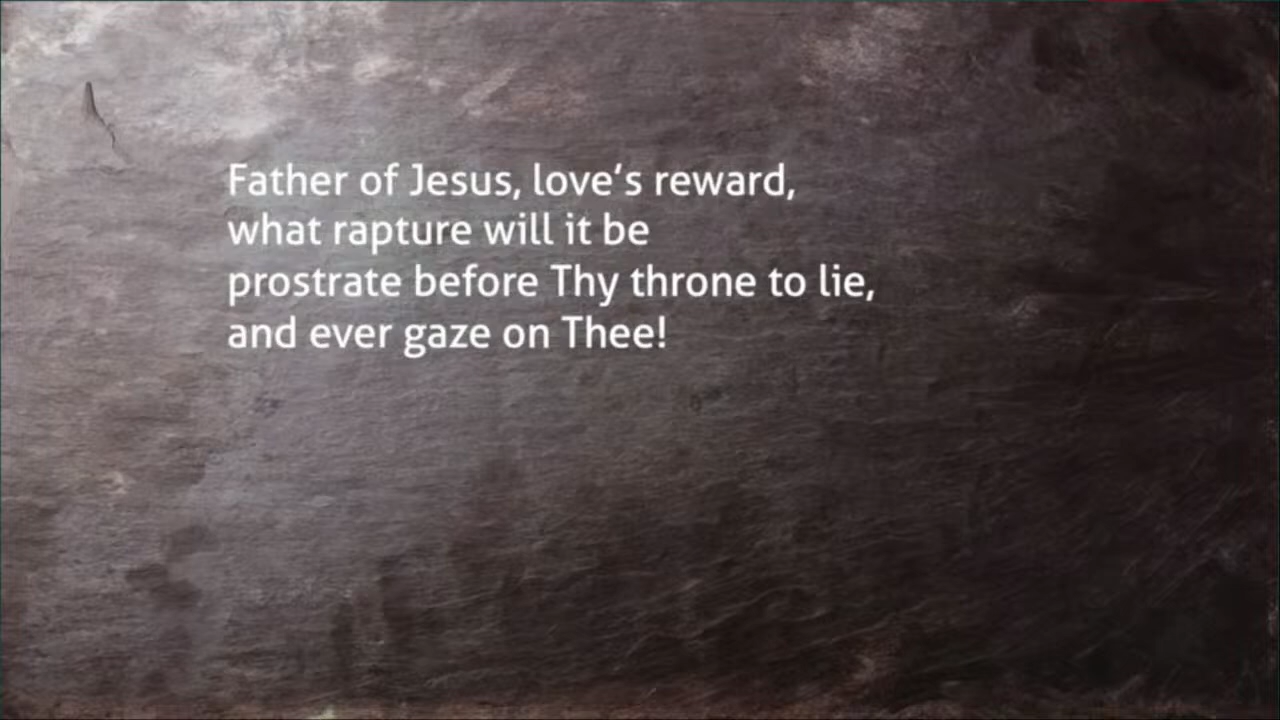 Father of Jesus, love's reward,
what rapture will it be
prostrate before Thy throne to lie,
and ever gaze on Thee!